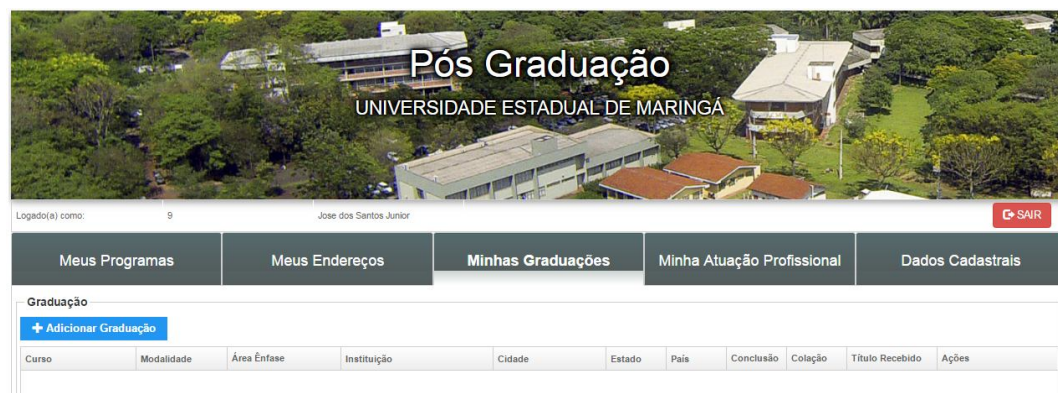 Pós Graduação
UNIVERSIDADE ESTADUAL DE MARINGÁ
Logado(a) como: 9 Jose dos Santos Junior SAIR
Meus Programas Meus Endereços Minhas Graduações Minha Atuação Profissional Dados Cadastrais
Graduação
+ Adicionar Graduação
Curso Modalidade Área Ênfase Instituição Cidade Estado País Conclusão Colação Título Recebido Ações